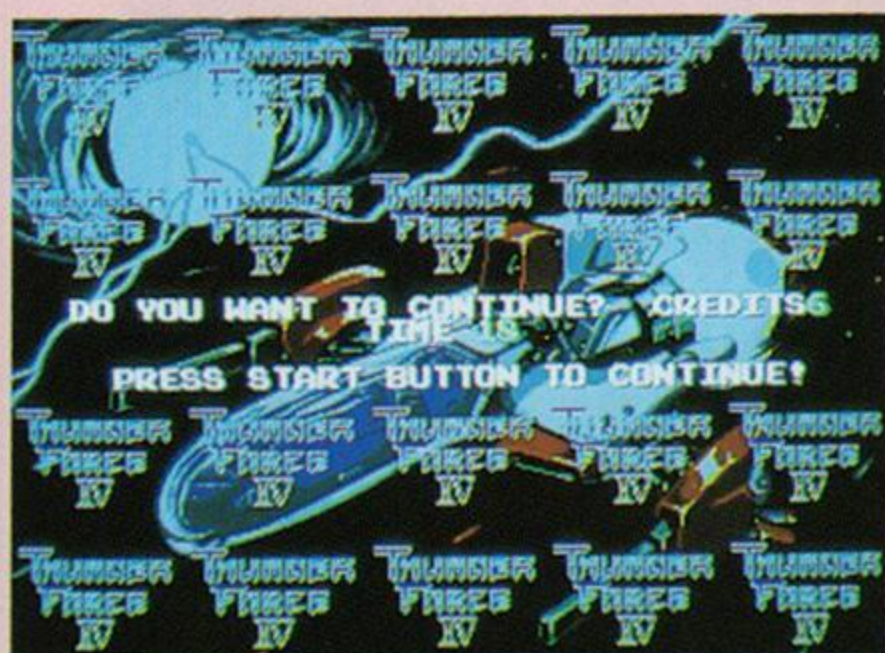 THUNDER THUNDER THUNDER THUNDER THUNDER
FORCE FORCE FORCE FORCE FORCE
IV IV IV IV IV
THUNDER THUNDER THUNDER THUNDER THUNDER
FORCE FORCE FORCE FORCE FORCE
IV IV IV IV IV
DO YOU WANT TO CONTINUE? CREDITS6
TIME
PRESS START BUTTON TO CONTINUE!
THUNDER THUNDER THUNDER THUNDER THUNDER
FORCE FORCE FORCE FORCE FORCE
IV IV IV IV IV
THUNDER THUNDER THUNDER THUNDER THUNDER
FORCE FORCE FORCE FORCE FORCE
IV IV IV IV IV